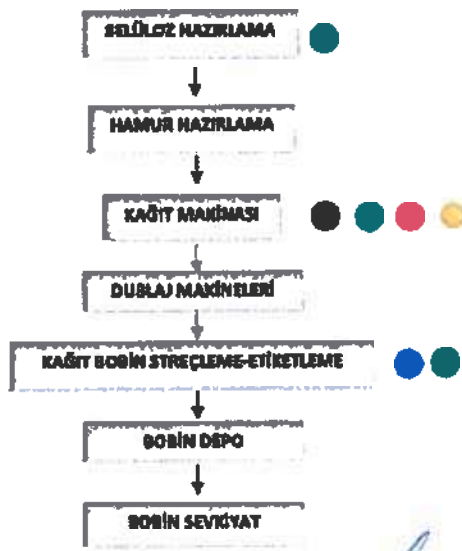 SELÜLOZ HAZIRLAMA
HAMUR HAZIRLAMA
KAĞIT MAKİNASI
DUBLAJ MAKİNELERİ
KAĞIT BOBİN STREÇLEME-ETİKETLEME
BOBİN DEPO
BOBİN SEVKİYAT